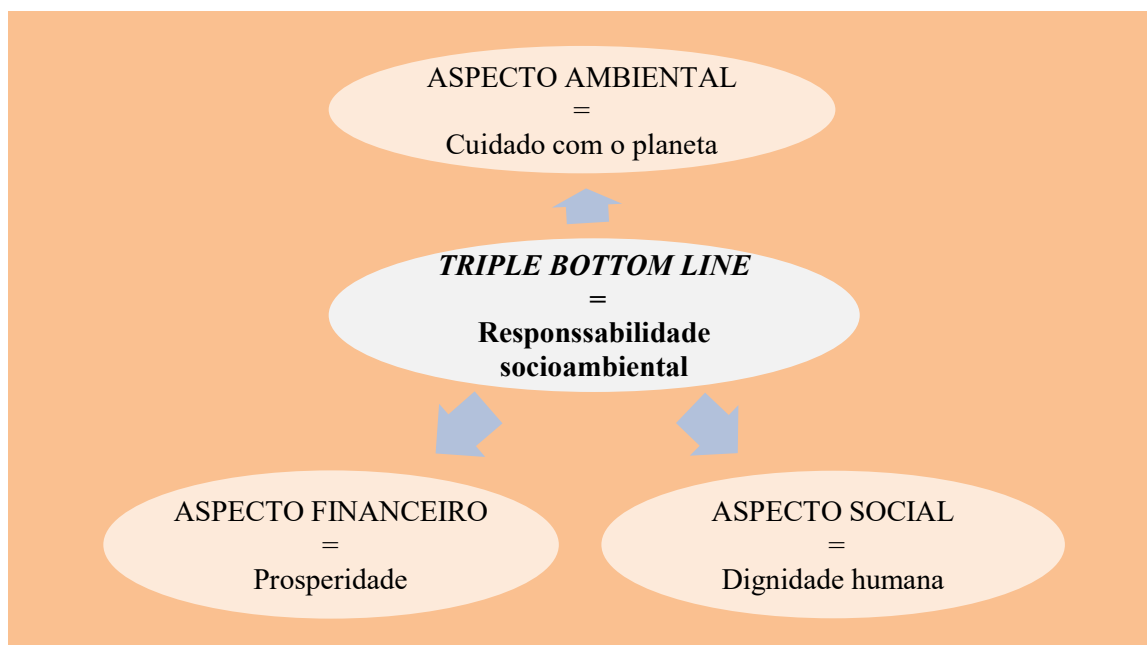 ASPECTO AMBIENTAL
=
Cuidado com o planeta
TRIPLE BOTTOM LINE
=
Responssabilidade
socioambiental
ASPECTO FINANCEIRO
=
Prosperidade
ASPECTO SOCIAL
=
Dignidade humana